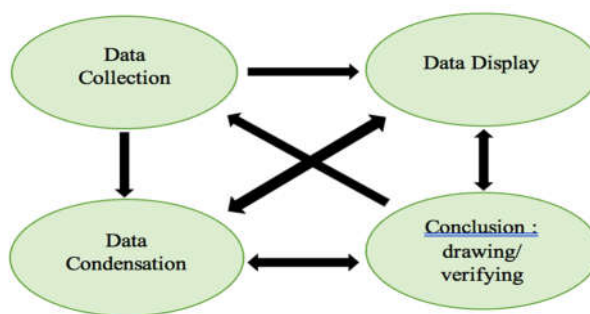 Data
Collection
Data Display
Data
Condensation
Conclusion :
drawing/
verifying